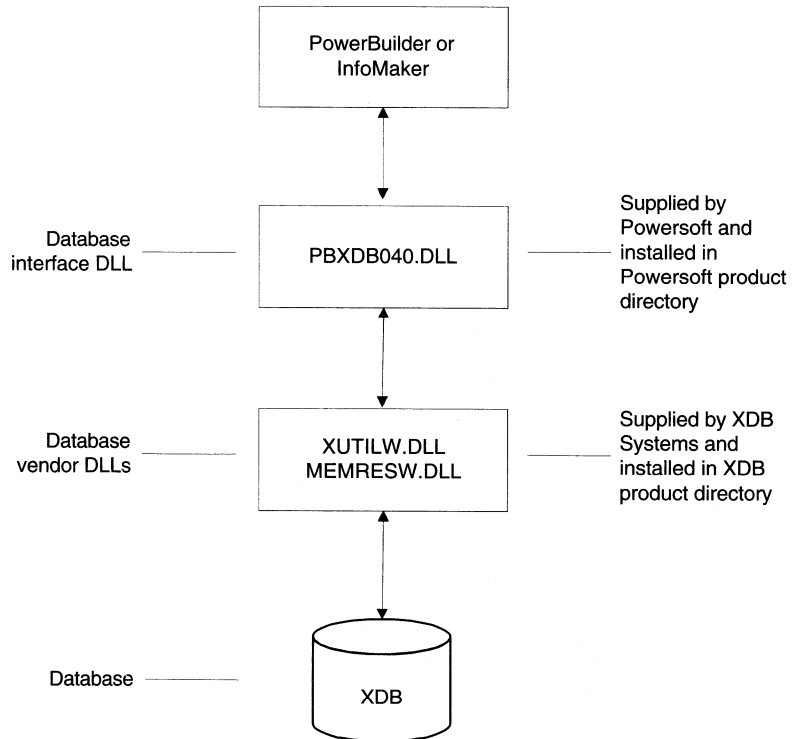 PowerBuilder or
InfoMaker
Database
interface DLL
PBXDB040.DLL
Supplied by
Powersoft and
installed in
Powersoft product
directory
Database
vendor DLLs
XUTILW.DLL
MEMRESW.DLL
Supplied by XDB
Systems and
installed in XDB
product directory
Database
XDB